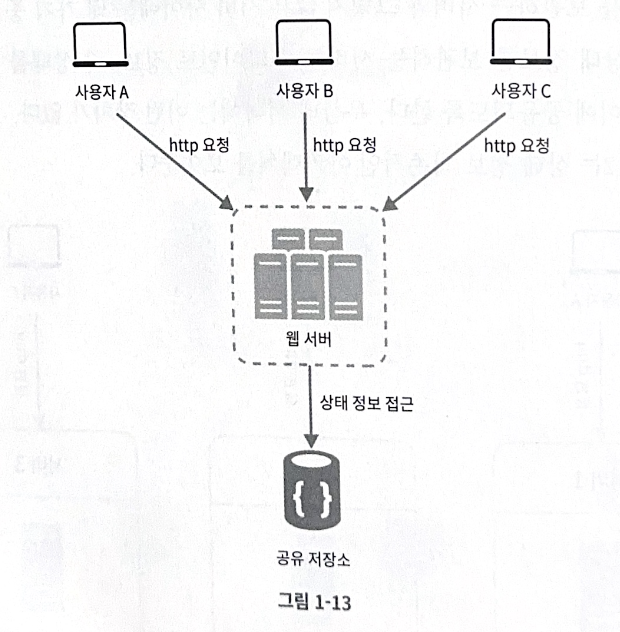 사용자 A
사용자 B
사용자 C
http 요청
http 요청
http 요청
웹 서버
상태 정보 접근
{ }
공유 저장소
그림 1-13